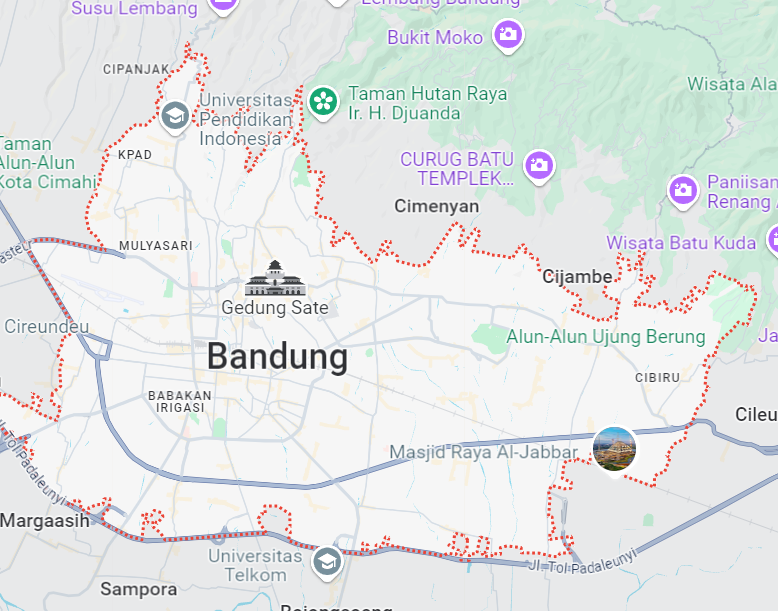 Susu Lembang
Lembang Bandung
Bukit Moko
CIPANJAK
Wisata Ala
Taman Hutan Raya
Ir. H. Djuanda
Universitas
Pendidikan
Indonesia
Taman
Alun-Alun
Kota Cimahi
KPAD
CURUG BATU
TEMPLEK...
Paniisan
Renang A
Cimenyan
MULYASARI
Wisata Batu Kuda
Cijambe
Gedung Sate
Cireundeu
Alun-Alun Ujung Berung
Ja
Bandung
CIBIRU
BABAKAN
IRIGASI
Cileu
Masjid Raya Al-Jabbar
Jl. Tol Padaleunyi
Margaasih
Universitas
Telkom
Jl. Tol Padaleunyi
Sampora
Bojongsoang